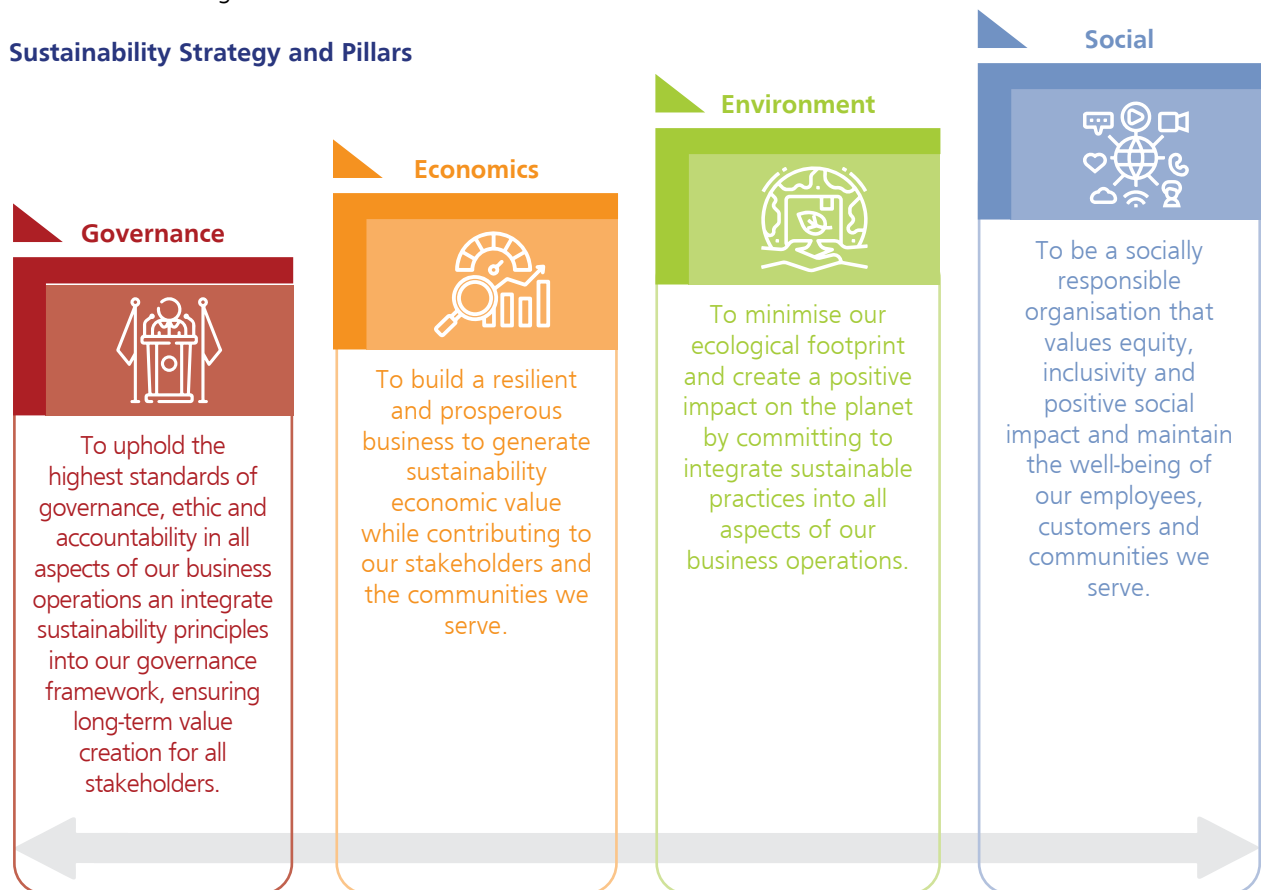 Sustainability Strategy and Pillars
Governance
To uphold the
highest standards of
governance, ethic and
accountability in all
aspects of our business
operations an integrate
sustainability principles
into our governance
framework, ensuring
long-term value
creation for all
stakeholders.
Economics
To build a resilient
and prosperous
business to generate
sustainability
economic value
while contributing to
our stakeholders and
the communities we
serve.
Environment
To minimise our
ecological footprint
and create a positive
impact on the planet
by committing to
integrate sustainable
practices into all
aspects of our
business operations.
Social
To be a socially
responsible
organisation that
values equity,
inclusivity and
positive social
impact and maintain
the well-being of
our employees,
customers and
communities we
serve.